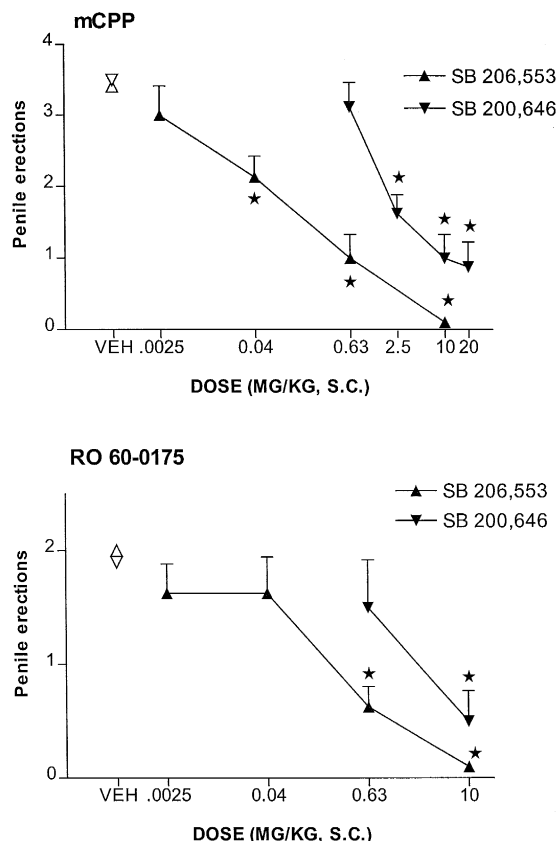 mCPP
4
3
2
1
0
Penile erections
SB 206,553
SB 200,646
VEH .0025 0.04 0.63 2.5 10 20
DOSE (MG/KG, S.C.)
RO 60-0175
2
1
0
Penile erections
SB 206,553
SB 200,646
VEH .0025 0.04 0.63 10
DOSE (MG/KG, S.C.)